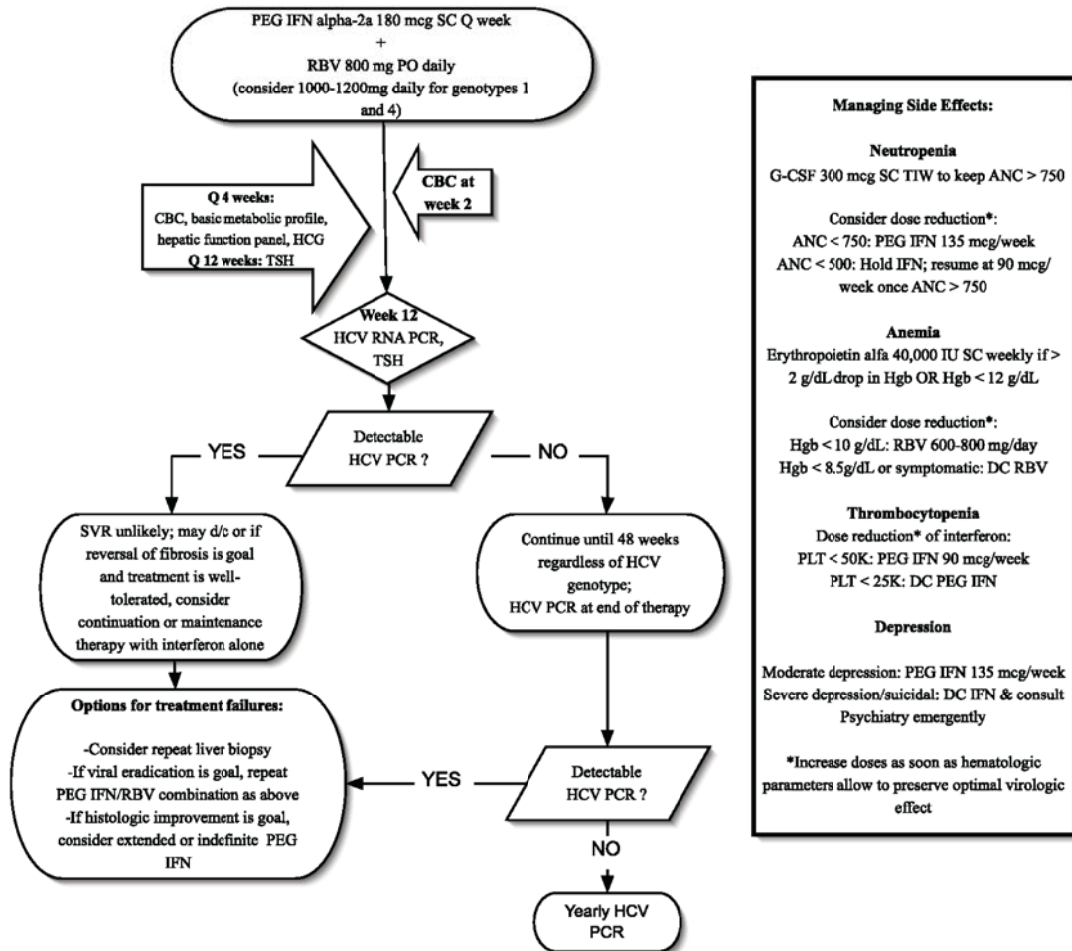 PEG IFN alpha-2a 180 mcg SC Q week
+
RBV 800 mg PO daily
(consider 1000-1200mg daily for genotypes 1
and 4)
Q 4 weeks:
CBC, basic metabolic profile,
hepatic function panel, HCG
Q 12 weeks: TSH
CBC at
week 2
Week 12
HCV RNA PCR,
TSH
Detectable
HCV PCR ?
YES
NO
SVR unlikely; may d/c or if
reversal of fibrosis is goal
and treatment is well-
tolerated, consider
continuation or maintenance
therapy with interferon alone
Continue until 48 weeks
regardless of HCV
genotype;
HCV PCR at end of therapy
Options for treatment failures:
-Consider repeat liver biopsy
-If viral eradication is goal, repeat
PEG IFN/RBV combination as above
-If histologic improvement is goal,
consider extended or indefinite PEG
IFN
YES
Detectable
HCV PCR ?
NO
Yearly HCV
PCR
Managing Side Effects:
Neutropenia
G-CSF 300 mcg SC TIW to keep ANC > 750
Consider dose reduction*:
ANC < 750: PEG IFN 135 mcg/week
ANC < 500: Hold IFN; resume at 90 mcg/
week once ANC > 750
Anemia
Erythropoietin alfa 40,000 IU SC weekly if >
2 g/dL drop in Hgb OR Hgb < 12 g/dL
Consider dose reduction*:
Hgb < 10 g/dL: RBV 600-800 mg/day
Hgb < 8.5g/dL or symptomatic: DC RBV
Thrombocytopenia
Dose reduction* of interferon:
PLT < 50K: PEG IFN 90 mcg/week
PLT < 25K: DC PEG IFN
Depression
Moderate depression: PEG IFN 135 mcg/week
Severe depression/suicidal: DC IFN & consult
Psychiatry emergently
*Increase doses as soon as hematologic
parameters allow to preserve optimal virologic
effect